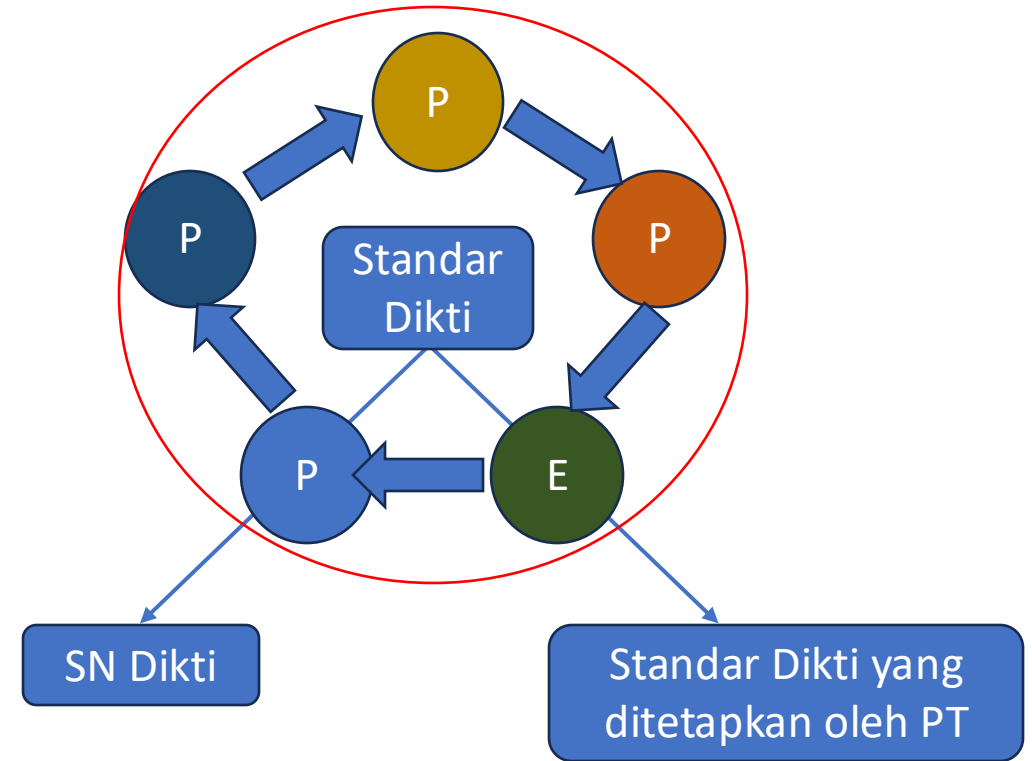 P
P
P
Standar
Dikti
P
E
SN Dikti
Standar Dikti yang
ditetapkan oleh PT